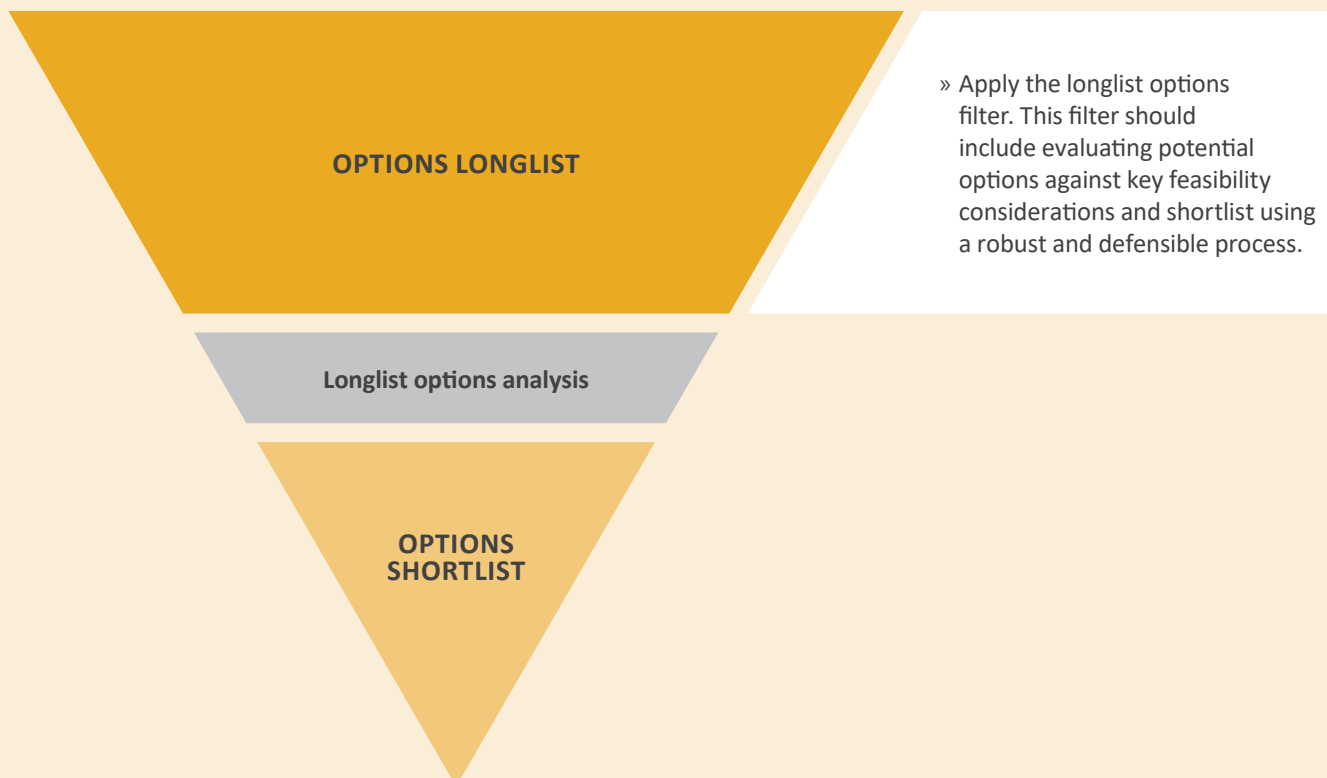 OPTIONS LONGLIST
» Apply the longlist options
filter. This filter should
include evaluating potential
options against key feasibility
considerations and shortlist using
a robust and defensible process.
Longlist options analysis
OPTIONS
SHORTLIST